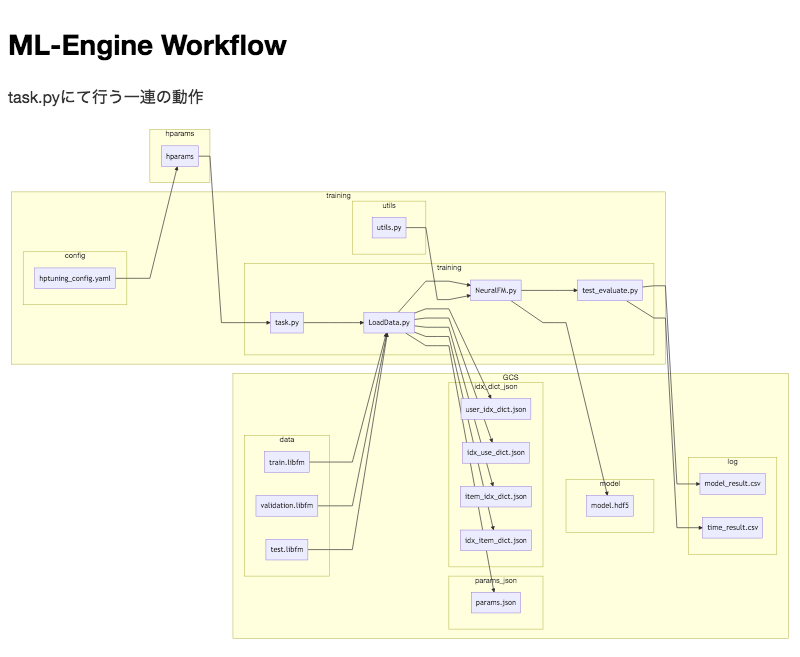 ML-Engine Workflow
task.pyにて行う一連の動作
hparams
hparams
training
utils
utils.py
config
hptuning_config.yaml
training
NeuralFM.py
test_evaluate.py
task.py
LoadData.py
GCS
idx_dict_json
user_idx_dict.json
data
idx_use_dict.json
train.libfm
log
model_result.csv
model
item_idx_dict.json
validation.libfm
model.hdf5
time_result.csv
idx_item_dict.json
test.libfm
params_json
params.json